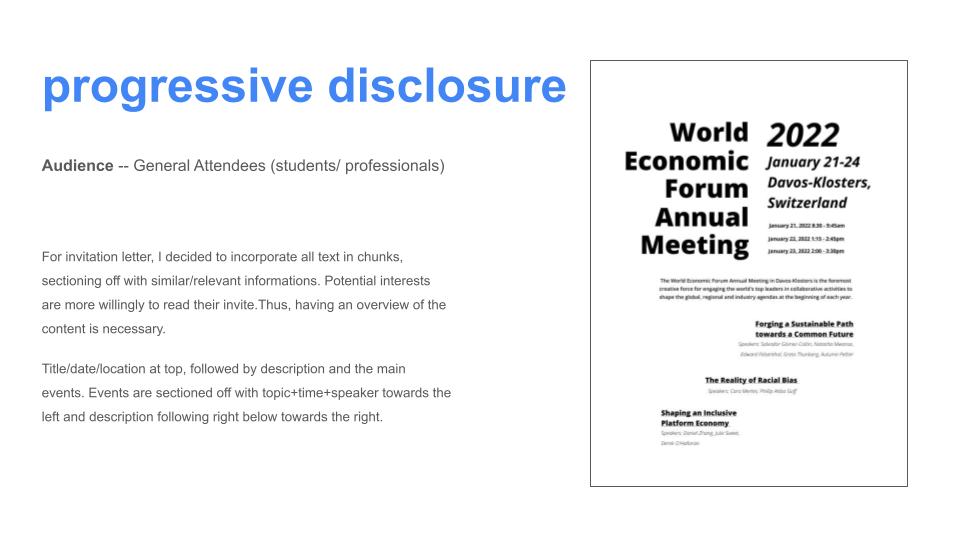 progressive disclosure
Audience -- General Attendees (students/ professionals)
For invitation letter, I decided to incorporate all text in chunks,
sectioning off with similar/relevant informations. Potential interests
are more willingly to read their invite.Thus, having an overview of the
content is necessary.
Title/date/location at top, followed by description and the main
events. Events are sectioned off with topic+time+speaker towards the
left and description following right below towards the right.
World
Economic
Forum
Annual
Meeting
2022
January 21-24
Davos-Klosters,
Switzerland
January 21, 2022 8:30 - 9:45am
January 22, 2022 1:15 - 2:45pm
January 23, 2022 2:00 - 3:30pm
The World Economic Forum Annual Meeting in Davos-Klosters is the foremost
creative force for engaging the world's top leaders in collaborative activities to
shape the global, regional and industry agendas at the beginning of each year.
Forging a Sustainable Path
towards a Common Future
Speakers: Salvador Gómez-Colón, Natasha Mwansa,
Edward Felsenthal, Greta Thunberg, Autumn Peltier
The Reality of Racial Bias
Speakers: Cara Mertes, Phillip Atiba Goff
Shaping an Inclusive
Platform Economy
Speakers: Daniel Zhang, Julie Sweet,
Derek O'Halloran